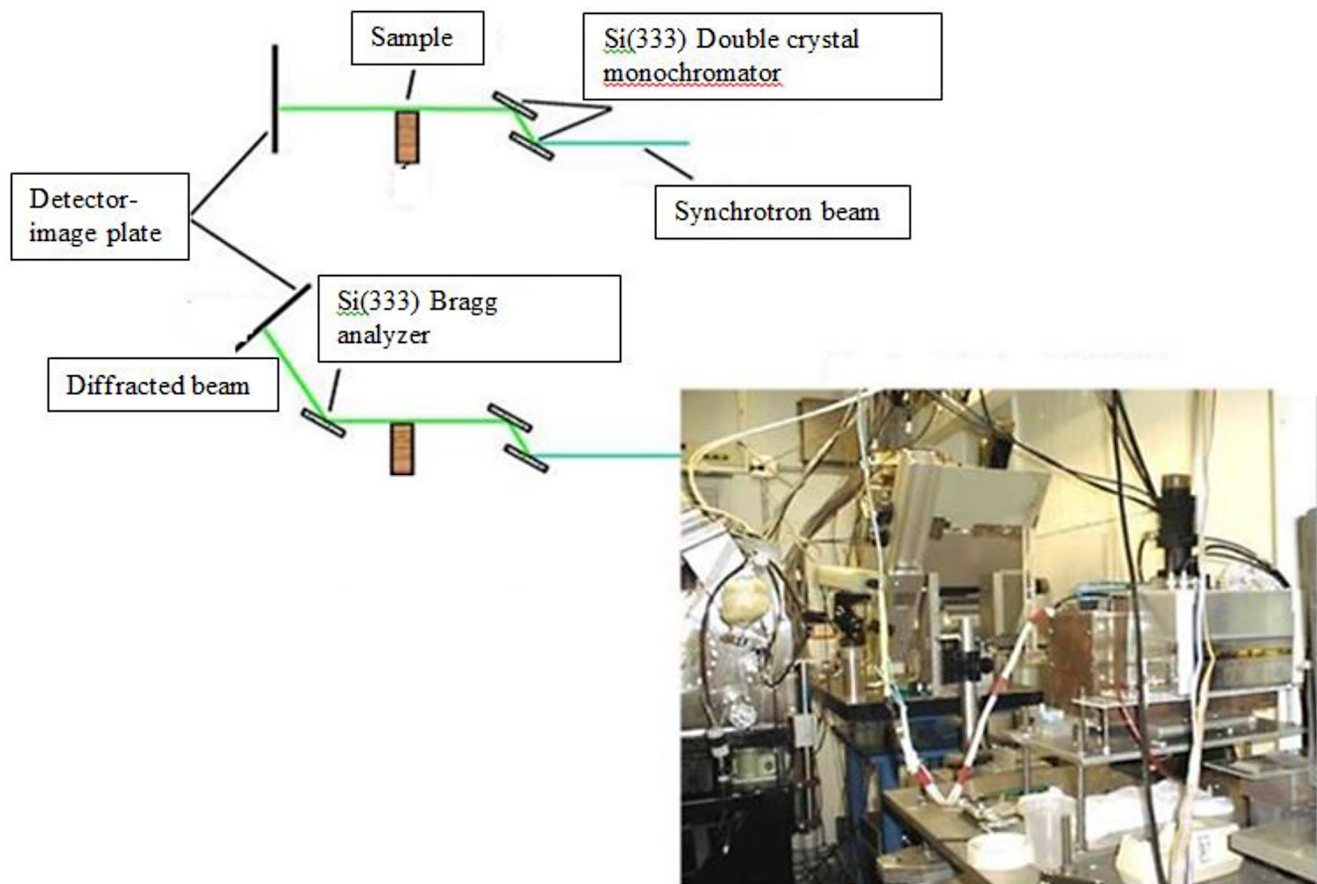 Sample
Si(333) Double crystal
monochromator
Detector-
image plate
Synchrotron beam
Si(333) Bragg
analyzer
Diffracted beam